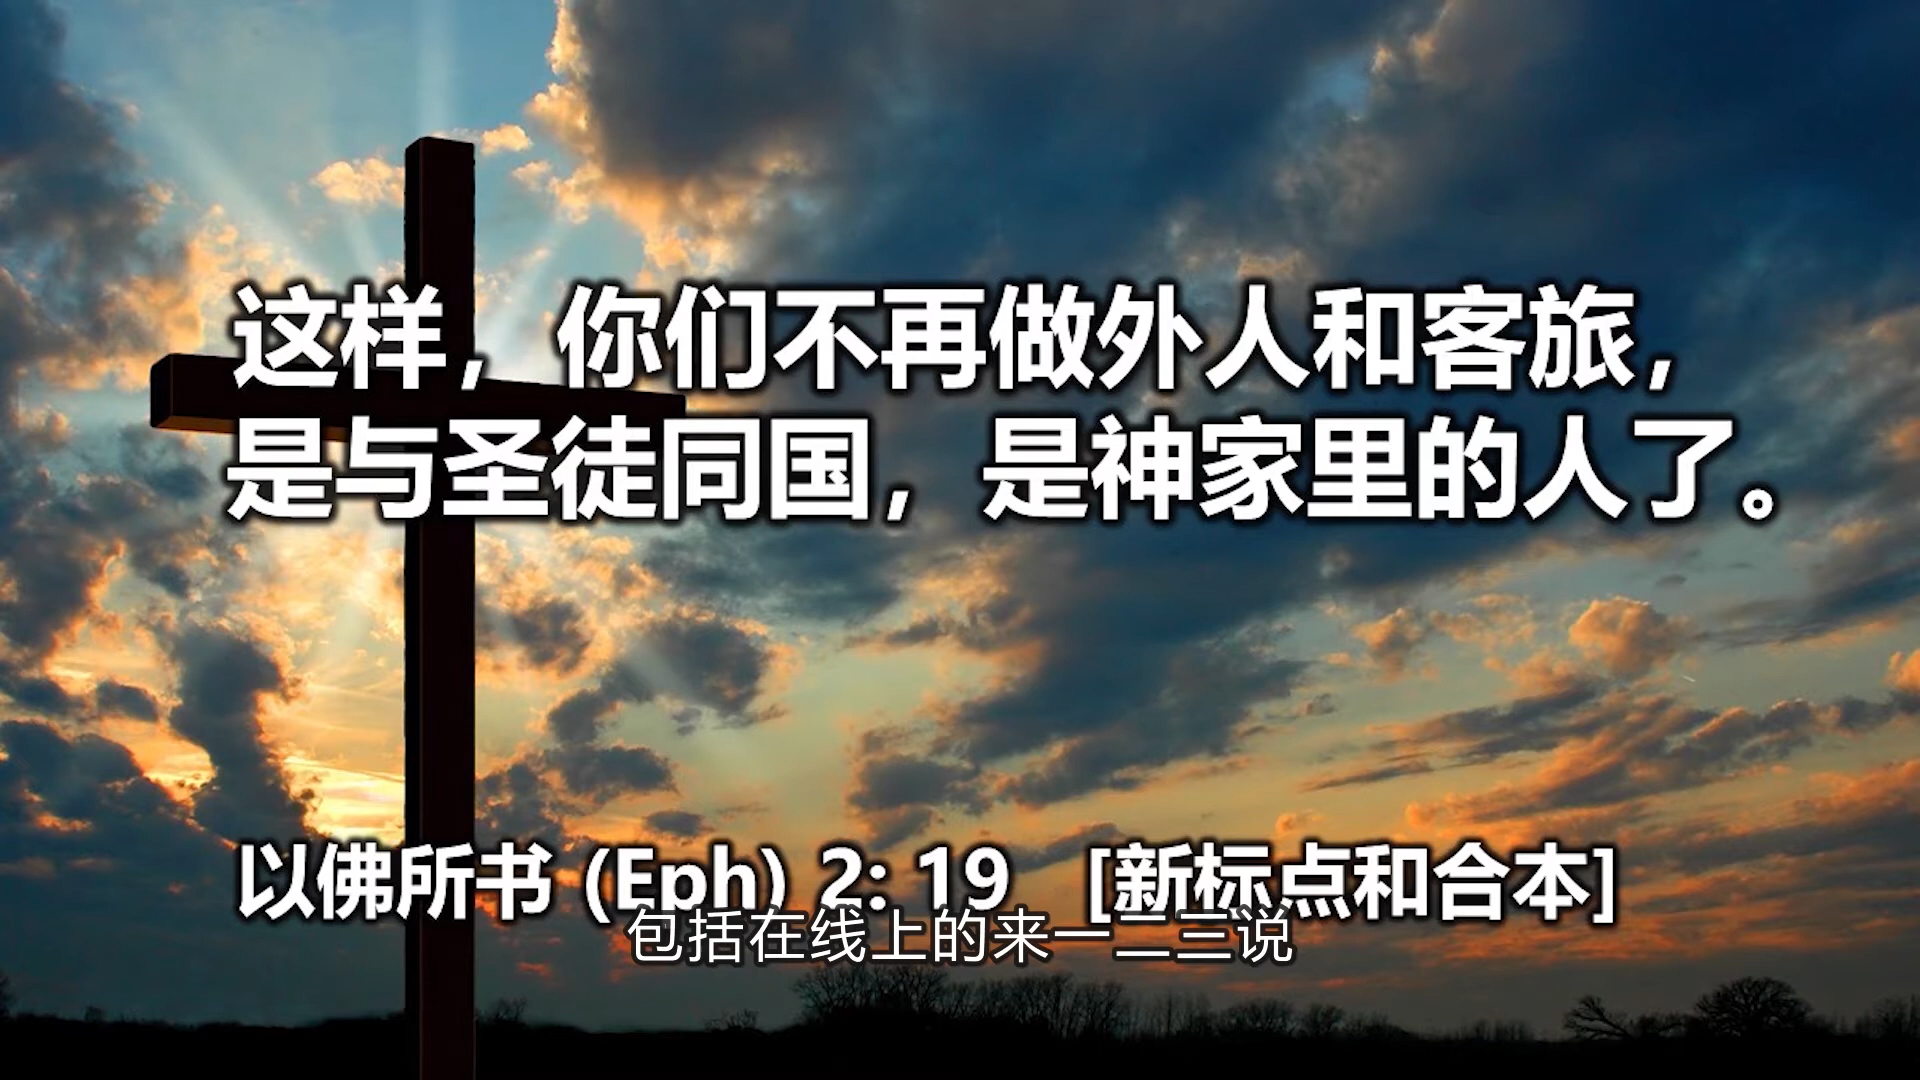 这样，你们不再做外人和客旅，
是与圣徒同国，是神家里的人了。
以佛所书 (Eph) 2: 19 [新标点和合本]
包括在线上的来一二三说